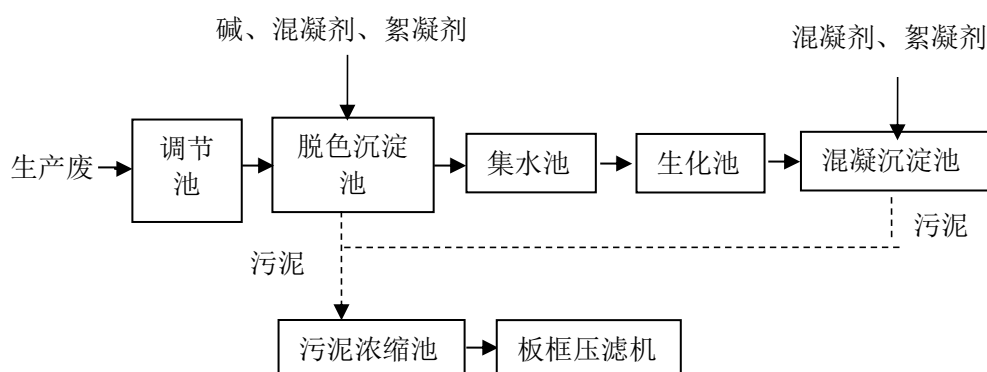 碱、混凝剂、絮凝剂
混凝剂、絮凝剂
生产废
调节
池
脱色沉淀
池
集水池
生化池
混凝沉淀池
污泥
污泥
污泥浓缩池
板框压滤机